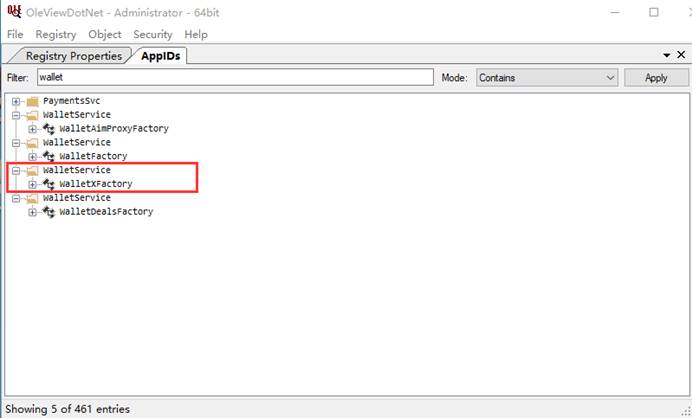 OleViewDotNet - Administrator - 64bit
File Registry Object Security Help
Registry Properties AppIDs
Filter: wallet Mode: Contains Apply
PaymentsSvc
WalletService
WalletAimProxyFactory
WalletService
WalletFactory
WalletService
WalletXFactory
WalletService
WalletDealsFactory
Showing 5 of 461 entries